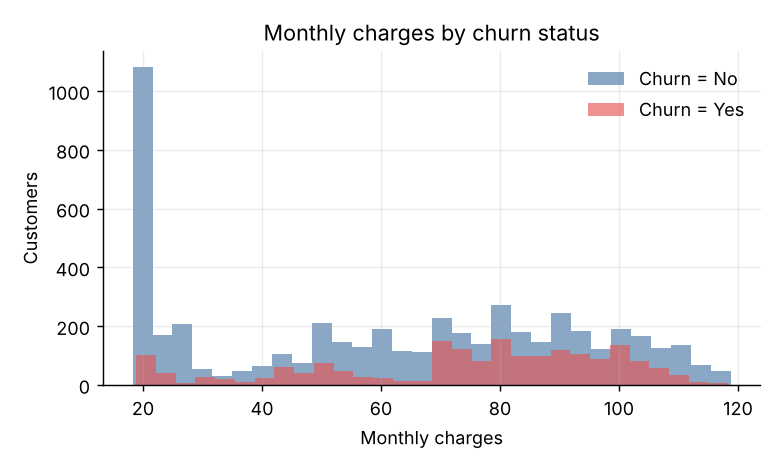 Monthly charges by churn status
Churn = No
Churn = Yes
Customers
1000
800
600
400
200
0
20 40 60 80 100 120
Monthly charges